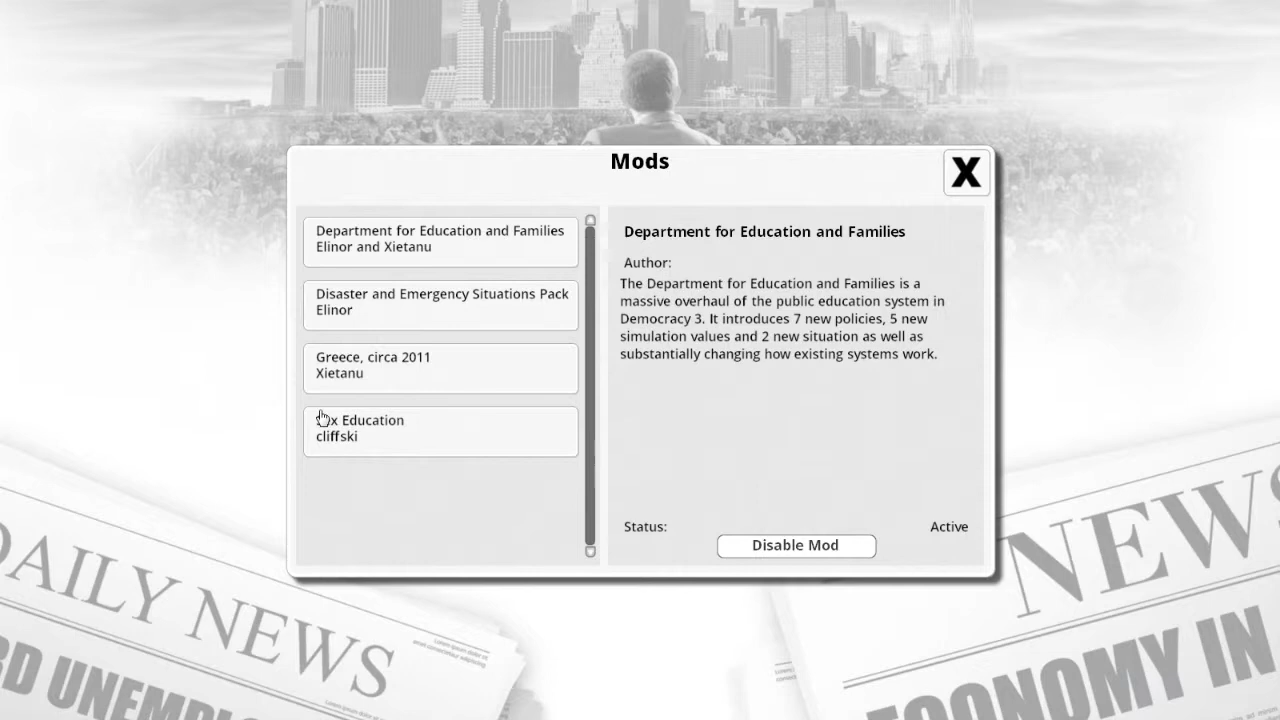 Mods
X
Department for Education and Families
Elinor and Xietanu
Disaster and Emergency Situations Pack
Elinor
Greece, circa 2011
Xietanu
Education
cliffski
Department for Education and Families
Author:
The Department for Education and Families is a
massive overhaul of the public education system in
Democracy 3. It introduces 7 new policies, 5 new
simulation values and 2 new situation as well as
substantially changing how existing systems work.
Status:
Active
Disable Mod
DAILY NEWS
NEWS
ECONOMY IN